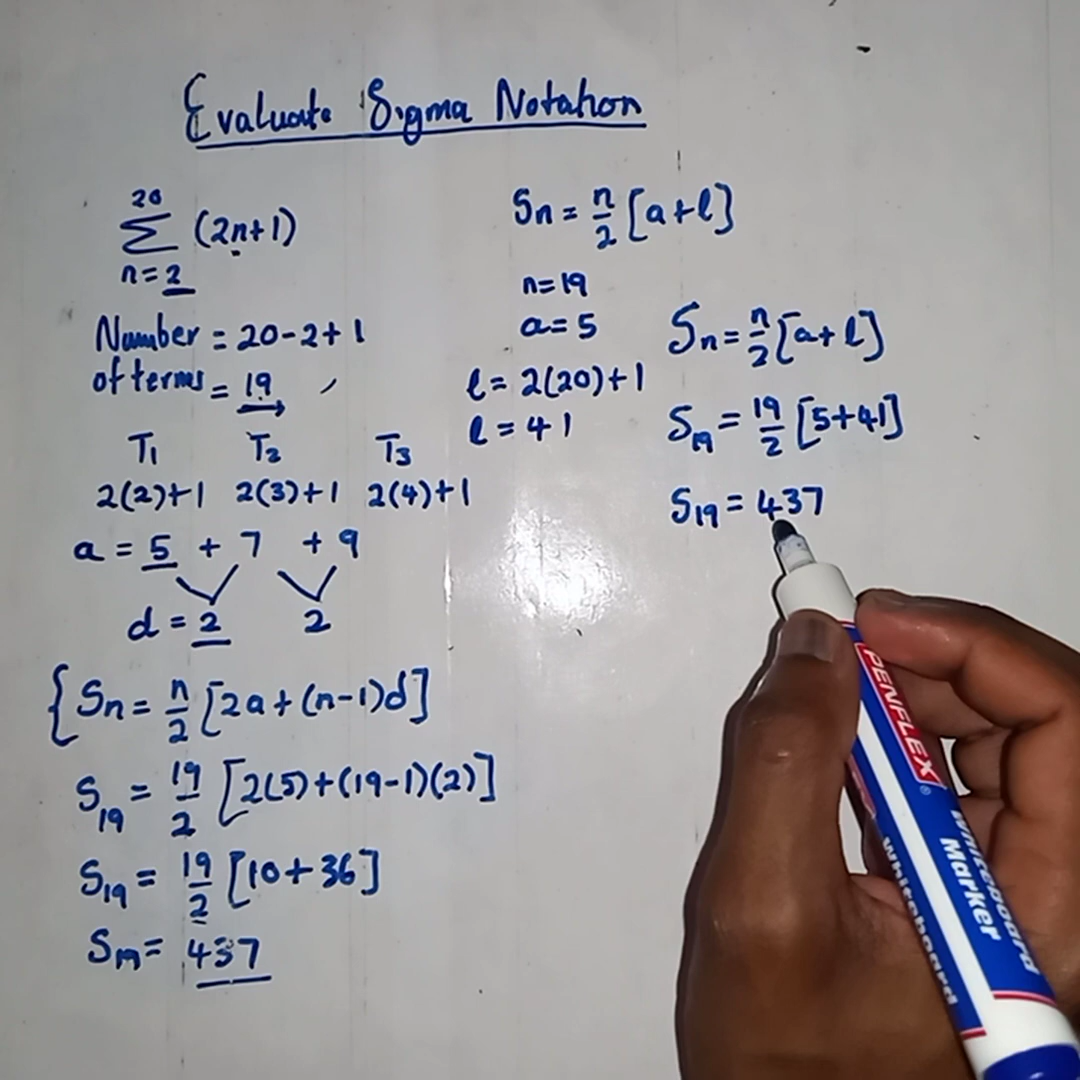 Evaluate Sigma Notation
20
∑ (2n+1)
n=2
Number = 20-2+1
of terms = 19
T1 T2 T3
2(2)+1 2(3)+1 2(4)+1
a = 5 + 7 + 9
d = 2 2
{Sn = n/2 [2a+(n-1)d]
S19 = 19/2 [2(5)+(19-1)(2)]
S19 = 19/2 [10+36]
S19 = 437
Sn = n/2 [a+l]
n=19
a=5
l = 2(20)+1
l = 41
Sn = n/2 [a+l]
S19 = 19/2 [5+41]
S19 = 437
PENFLEX®
Whiteboard
Marker
Whiteboard